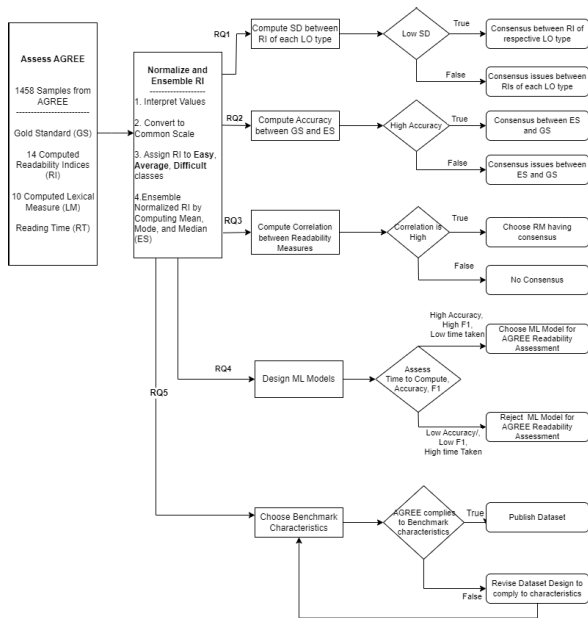 Assess AGREE
1458 Samples from
AGREE
Gold Standard (GS)
14 Computed
Readability Indices
(RI)
10 Computed Lexical
Measure (LM)
Reading Time (RT)
Normalize and
Ensemble RI
1. Interpret Values
2. Convert to
Common Scale
3. Assign RI to Easy,
Average, Difficult
classes
4.Ensemble
Normalized RI by
Computing Mean,
Mode, and Median
(ES)
RQ1
Compute SD between
RI of each LO type
Low SD
True
Consensus between RI of
respective LO type
False
Consensus issues between
RIs of each LO type
RQ2
Compute Accuracy
between GS and ES
High Accuracy
True
Consensus between
ES and GS
False
Consensus issues between
ES and GS
RQ3
Compute Correlation
between Readability
Measures
Correlation is
High
True
Choose RM having
consensus
False
No Consensus
RQ4
Design ML Models
Assess
Time to Compute,
Accuracy, F1
High Accuracy,
High F1,
Low time taken
Choose ML Model for
AGREE Readability
Assessment
Low Accuracy/,
Low F1,
High time Taken
Reject ML Model for
AGREE Readability
Assessment
RQ5
Choose Benchmark
Characteristics
AGREE complies
to Benchmark
characteristics
True
Publish Dataset
False
Revise Dataset Design to
comply to characteristics